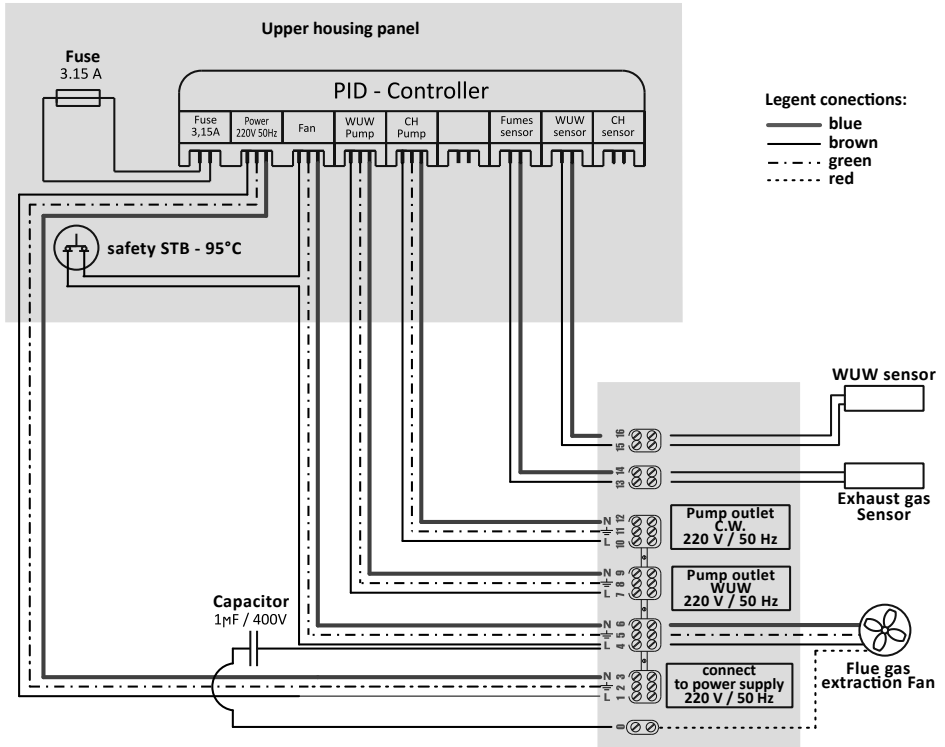 Upper housing panel
Fuse
3.15 A
PID - Controller
Fuse
3,15A
Power
220V 50Hz
Fan
WUW
Pump
CH
Pump
Fumes
sensor
WUW
sensor
CH
sensor
Legent conections:
blue
brown
green
red
safety STB - 95°C
WUW sensor
16
15
14
13
Exhaust gas
Sensor
N 12
11
L 10
Pump outlet
C.W.
220 V / 50 Hz
N 9
8
L 7
Pump outlet
WUW
220 V / 50 Hz
Capacitor
1μF / 400V
N 6
5
L 4
Flue gas
extraction Fan
N 3
2
L 1
connect
to power supply
220 V / 50 Hz
0